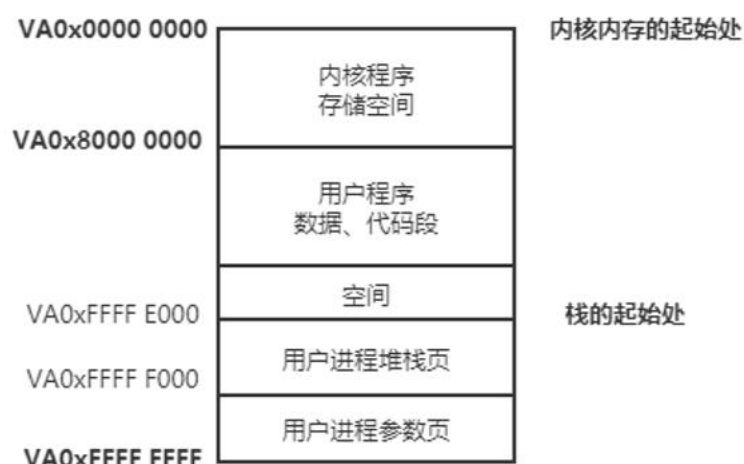 VA0x0000 0000
内核内存的起始处
内核程序
存储空间
VA0x8000 0000
用户程序
数据、代码段
空间
VA0xFFFF E000
栈的起始处
用户进程堆栈页
VA0xFFFF F000
用户进程参数页
VA0xFFFF FFFF